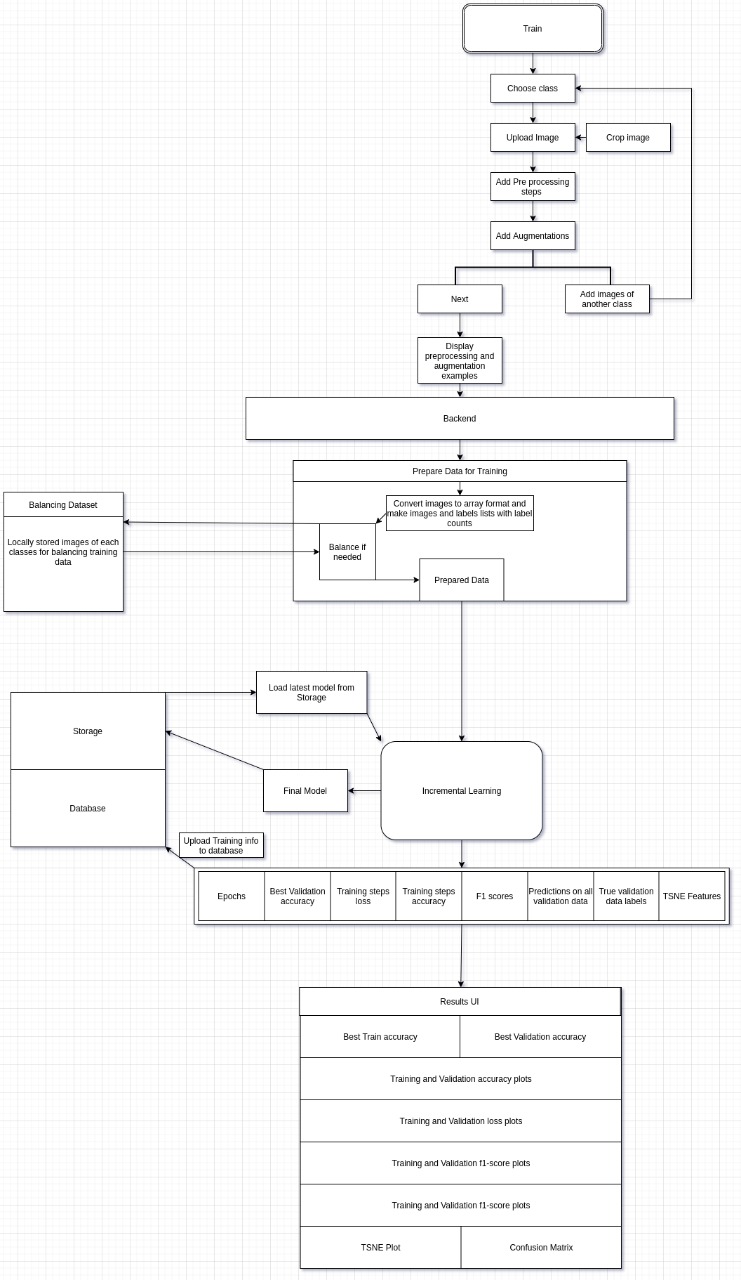 Train
Choose class
Upload Image
Crop image
Add Pre processing
steps
Add Augmentations
Next
Add images of
another class
Display
preprocessing and
augmentation
examples
Backend
Prepare Data for Training
Convert images to array format and
make images and labels lists with label
counts
Balancing Dataset
Locally stored images of each
classes for balancing training
data
Balance if
needed
Prepared Data
Load latest model from
Storage
Storage
Final Model
Incremental Learning
Database
Upload Training info
to database
Epochs
Best Validation
accuracy
Training steps
loss
Training steps
accuracy
F1 scores
Predictions on all
validation data
True validation
data labels
TSNE Features
Results UI
Best Train accuracy
Best Validation accuracy
Training and Validation accuracy plots
Training and Validation loss plots
Training and Validation f1-score plots
Training and Validation f1-score plots
TSNE Plot
Confusion Matrix